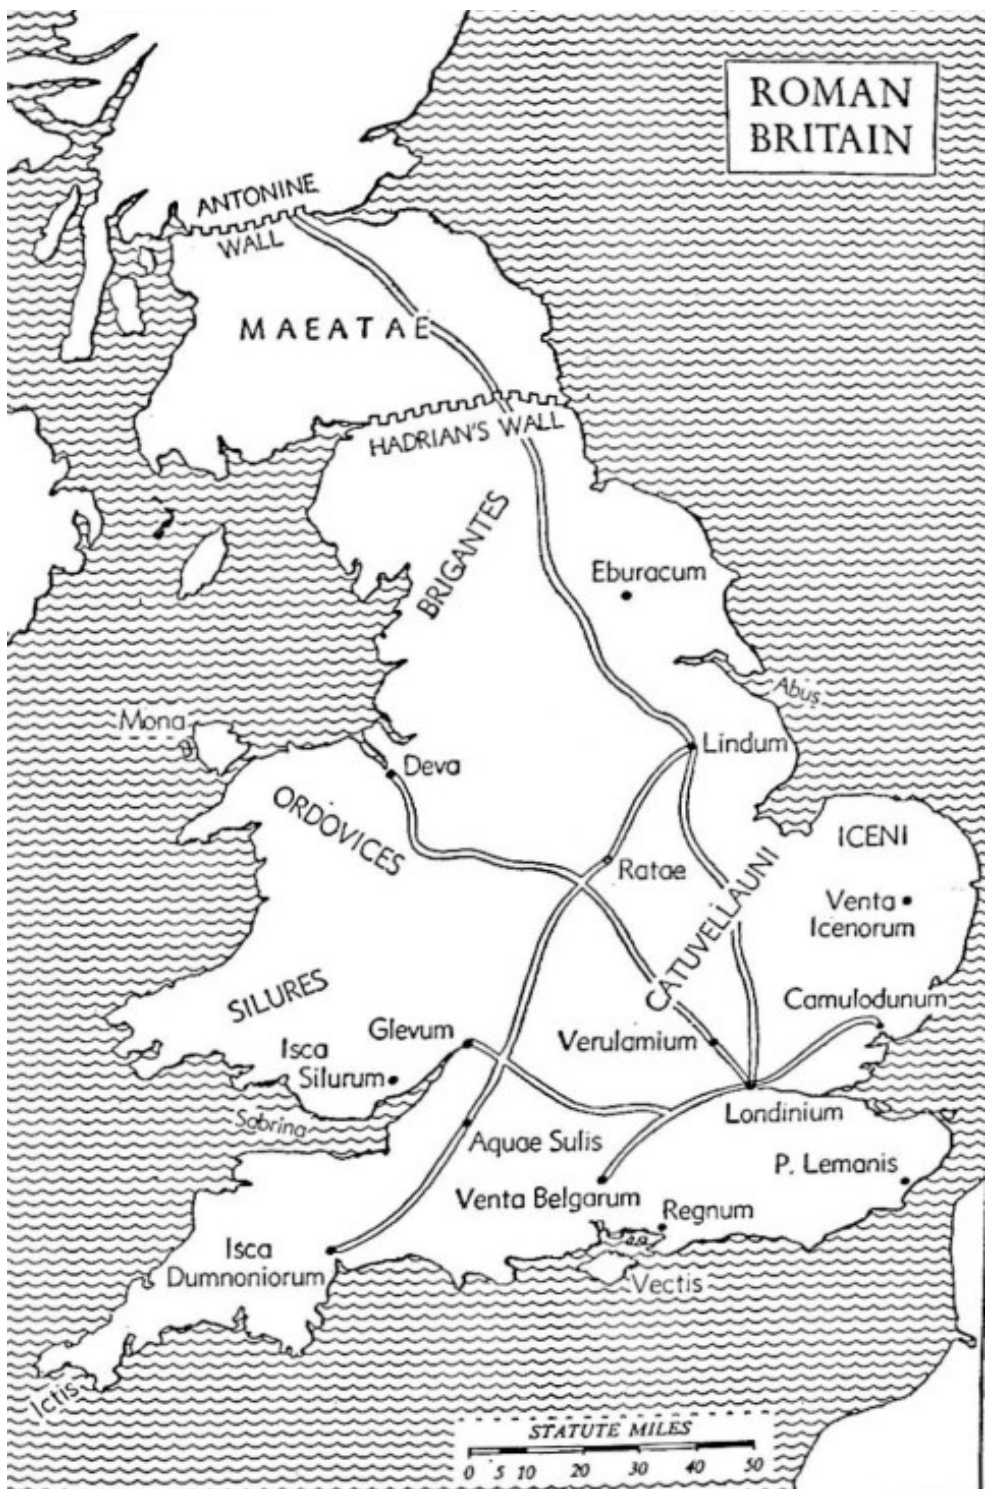 ROMAN
BRITAIN
ANTONINE
WALL
MAEATAE
HADRIAN'S WALL
BRIGANTES
Eburacum
Abus
Mona
Lindum
Deva
ORDOVICES
ICENI
Ratae
CATUVELLAUNI
Venta
Icenorum
SILURES
Camulodunum
Glevum
Verulamium
Isca
Silurum
Londinium
Sabrina
Aquae Sulis
P. Lemanis
Venta Belgarum
Regnum
Isca
Dumnoniorum
Vectis
Ictis
STATUTE MILES
0 5 10 20 30 40 50